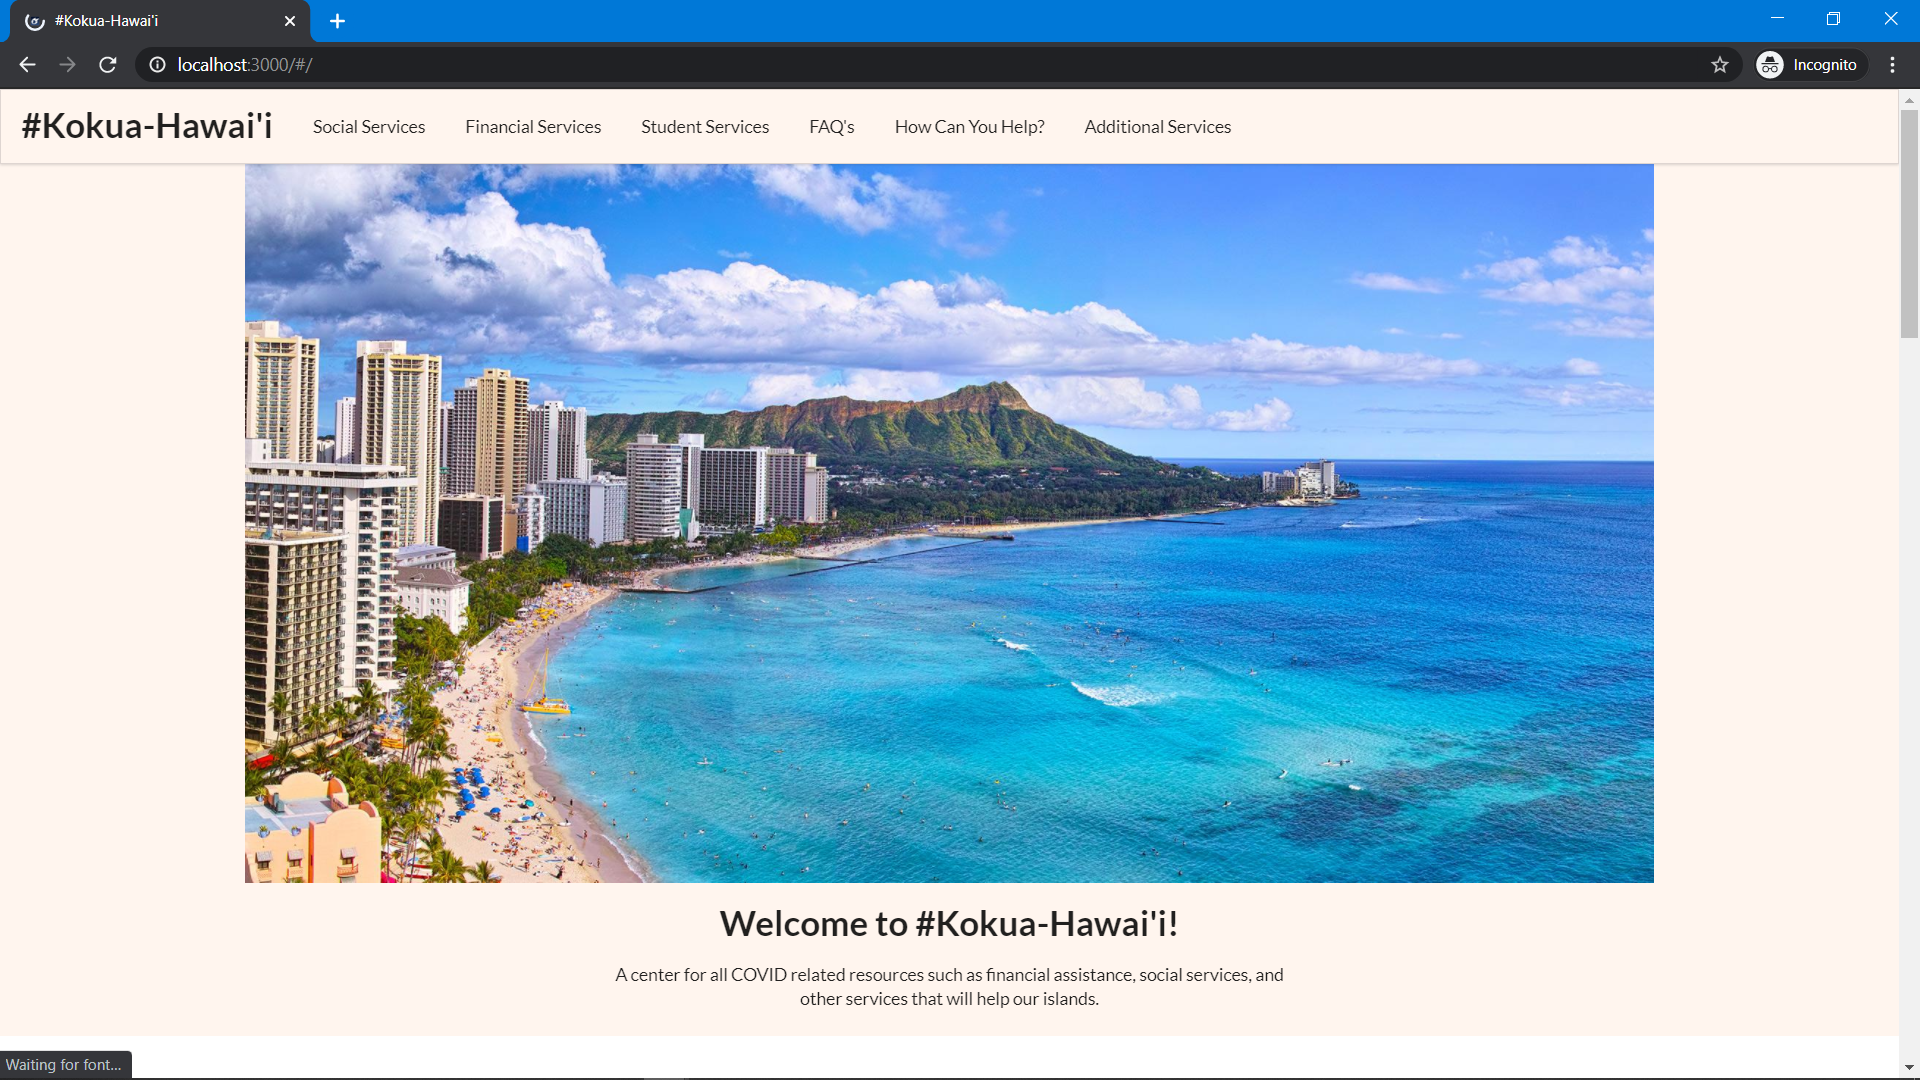 #Kokua-Hawai'i
localhost:3000/#/
Incognito
#Kokua-Hawai'i Social Services Financial Services Student Services FAQ's How Can You Help? Additional Services
Welcome to #Kokua-Hawai'i!
A center for all COVID related resources such as financial assistance, social services, and
other services that will help our islands.
Waiting for font...